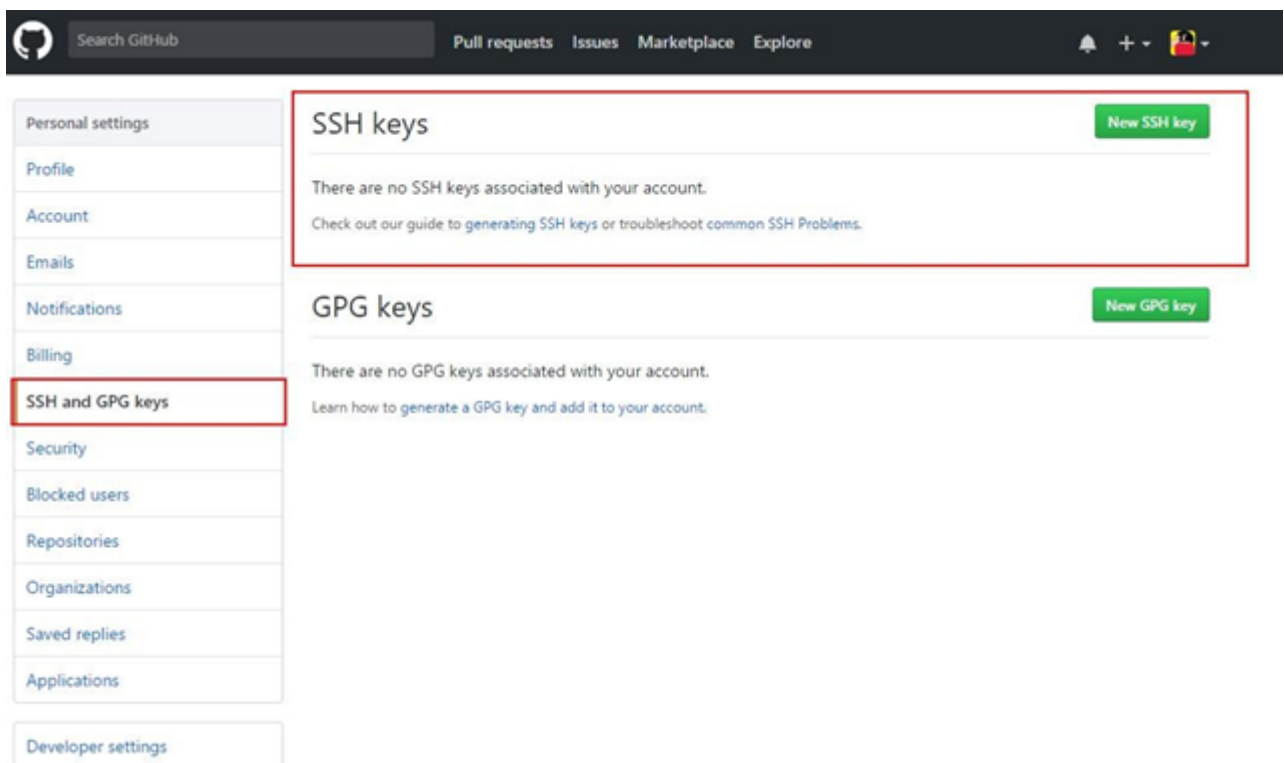 Search GitHub
Pull requests Issues Marketplace Explore
Personal settings
Profile
Account
Emails
Notifications
Billing
SSH and GPG keys
Security
Blocked users
Repositories
Organizations
Saved replies
Applications
Developer settings
SSH keys
New SSH key
There are no SSH keys associated with your account.
Check out our guide to generating SSH keys or troubleshoot common SSH Problems.
GPG keys
New GPG key
There are no GPG keys associated with your account.
Learn how to generate a GPG key and add it to your account.